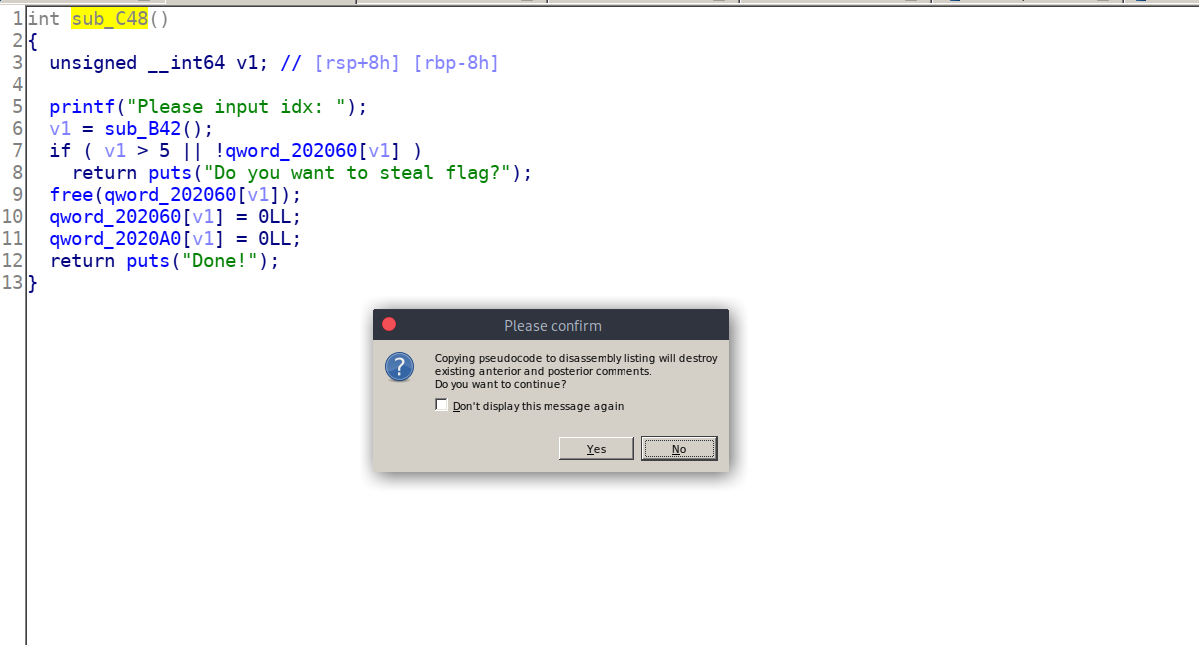 1 int sub_C48()
2 {
3   unsigned __int64 v1; // [rsp+8h] [rbp-8h]
4
5   printf("Please input idx: ");
6   v1 = sub_B42();
7   if ( v1 > 5 || !qword_202060[v1] )
8     return puts("Do you want to steal flag?");
9   free(qword_202060[v1]);
10   qword_202060[v1] = 0LL;
11   qword_2020A0[v1] = 0LL;
12   return puts("Done!");
13 }
Please confirm
Copying pseudocode to disassembly listing will destroy
existing anterior and posterior comments.
Do you want to continue?
Don't display this message again
Yes No